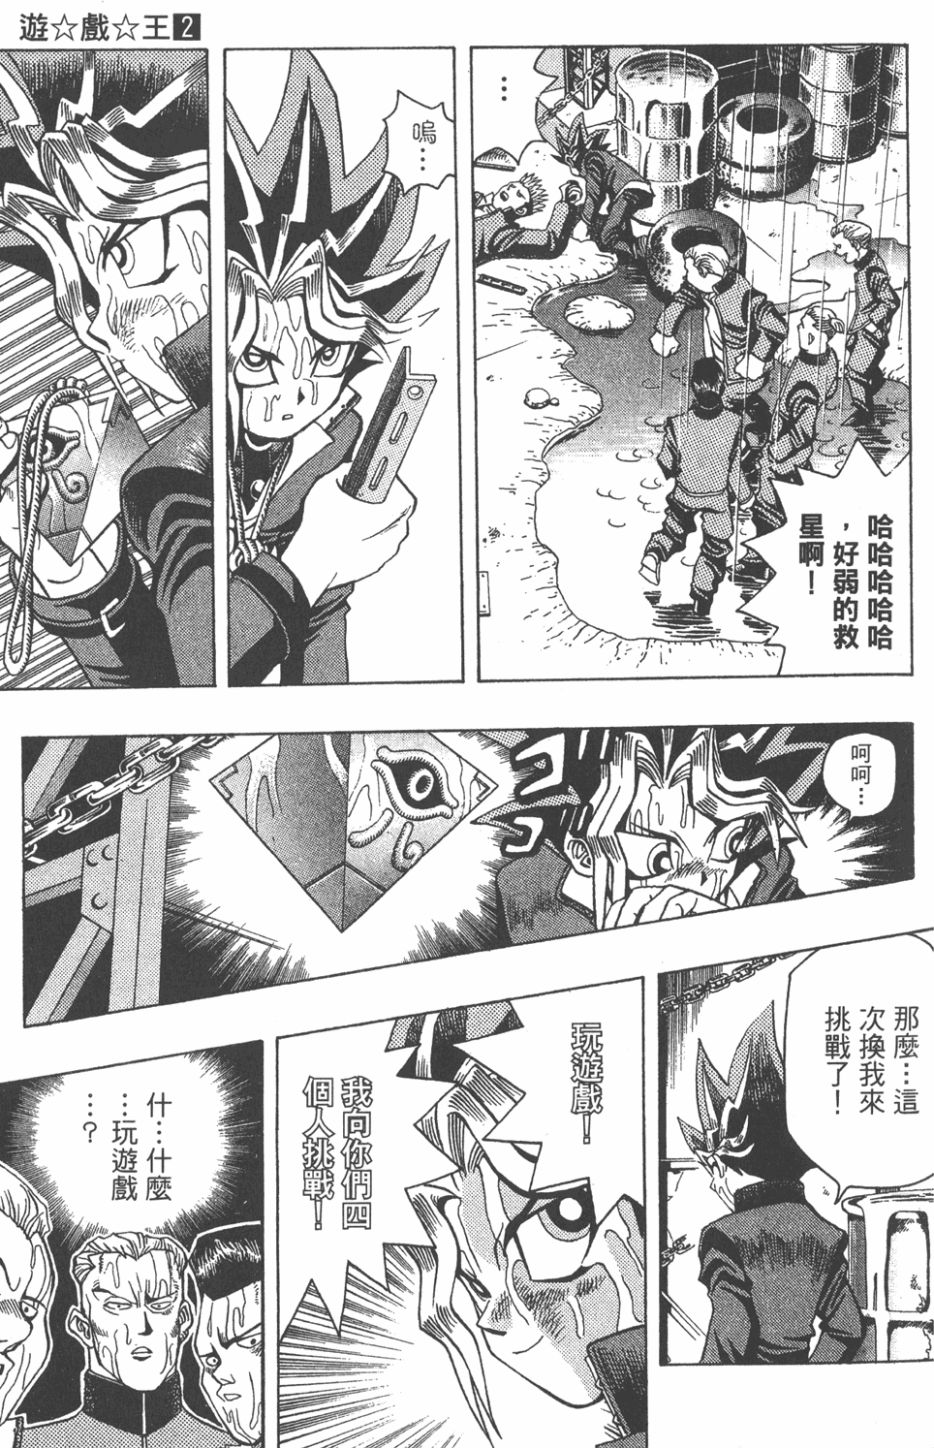 遊☆戲☆王2
…
哈哈哈哈哈
，好弱的救
星啊！
嗚…
呵呵…
那麼…這
次換我來
挑戰了！
玩遊戲！
我向你們四
個人挑戰！
什…什麼
…玩遊戲
…？